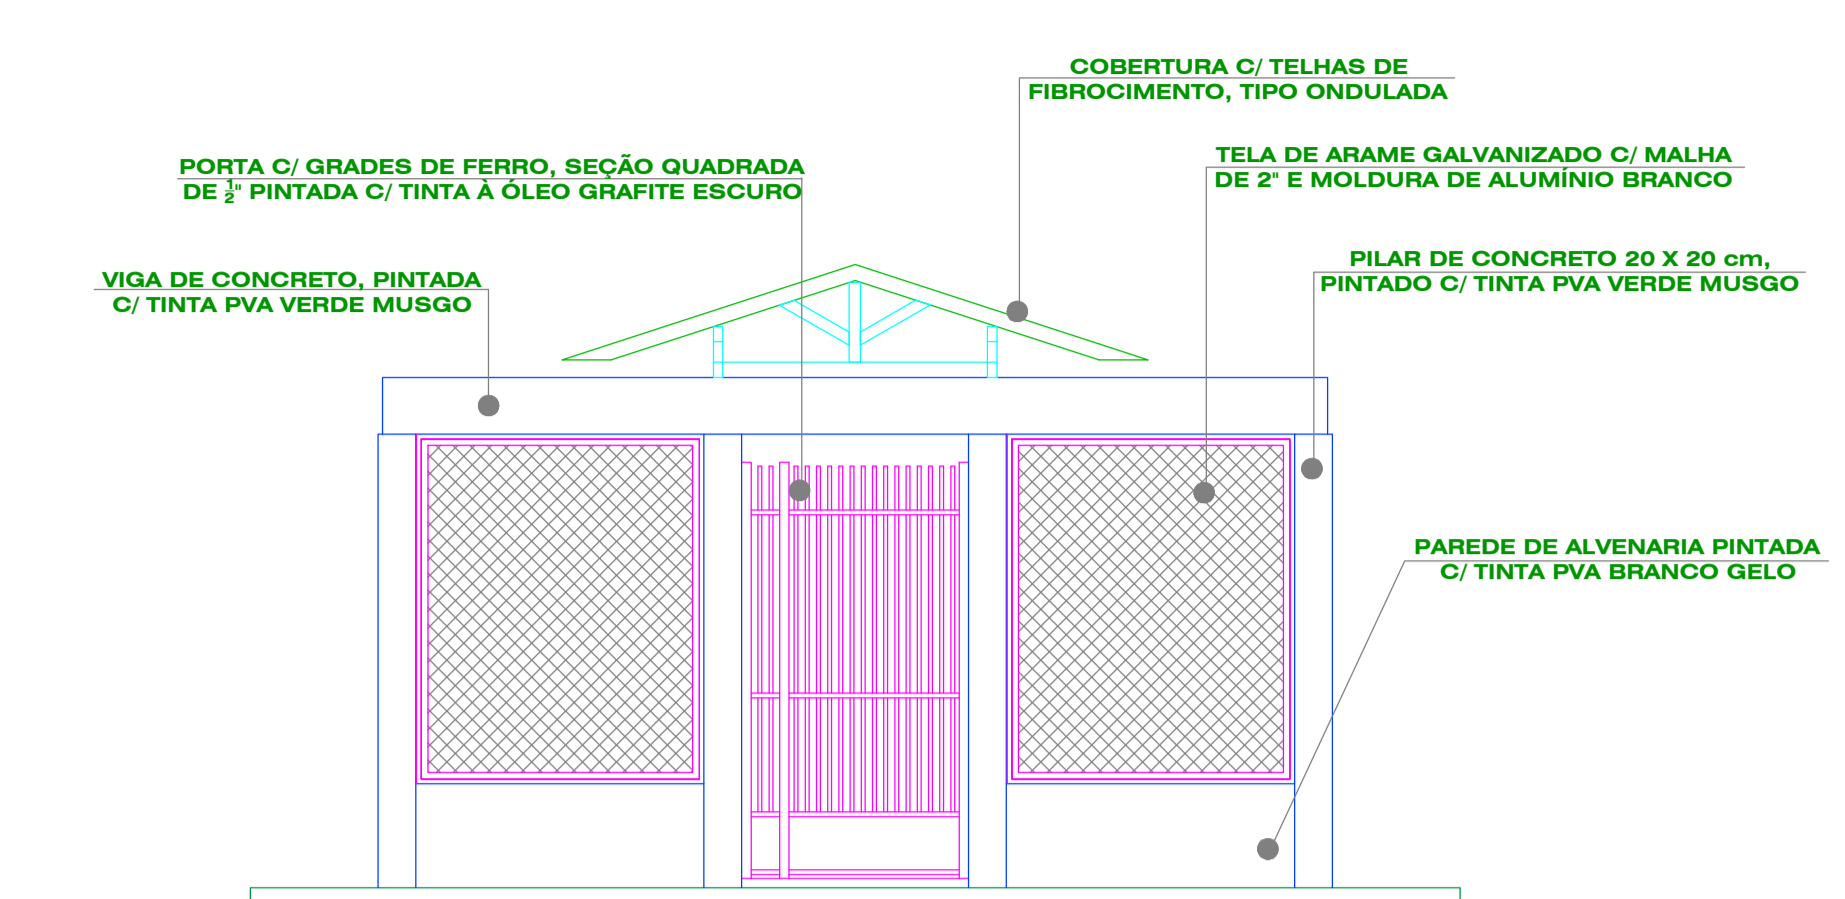 COBERTURA C/ TELHAS DE
FIBROCIMENTO, TIPO ONDULADA
PORTA C/ GRADES DE FERRO, SEÇÃO QUADRADA
DE ½" PINTADA C/ TINTA À ÓLEO GRAFITE ESCURO
TELA DE ARAME GALVANIZADO C/ MALHA
DE 2" E MOLDURA DE ALUMÍNIO BRANCO
VIGA DE CONCRETO, PINTADA
C/ TINTA PVA VERDE MUSGO
PILAR DE CONCRETO 20 X 20 cm,
PINTADO C/ TINTA PVA VERDE MUSGO
PAREDE DE ALVENARIA PINTADA
C/ TINTA PVA BRANCO GELO